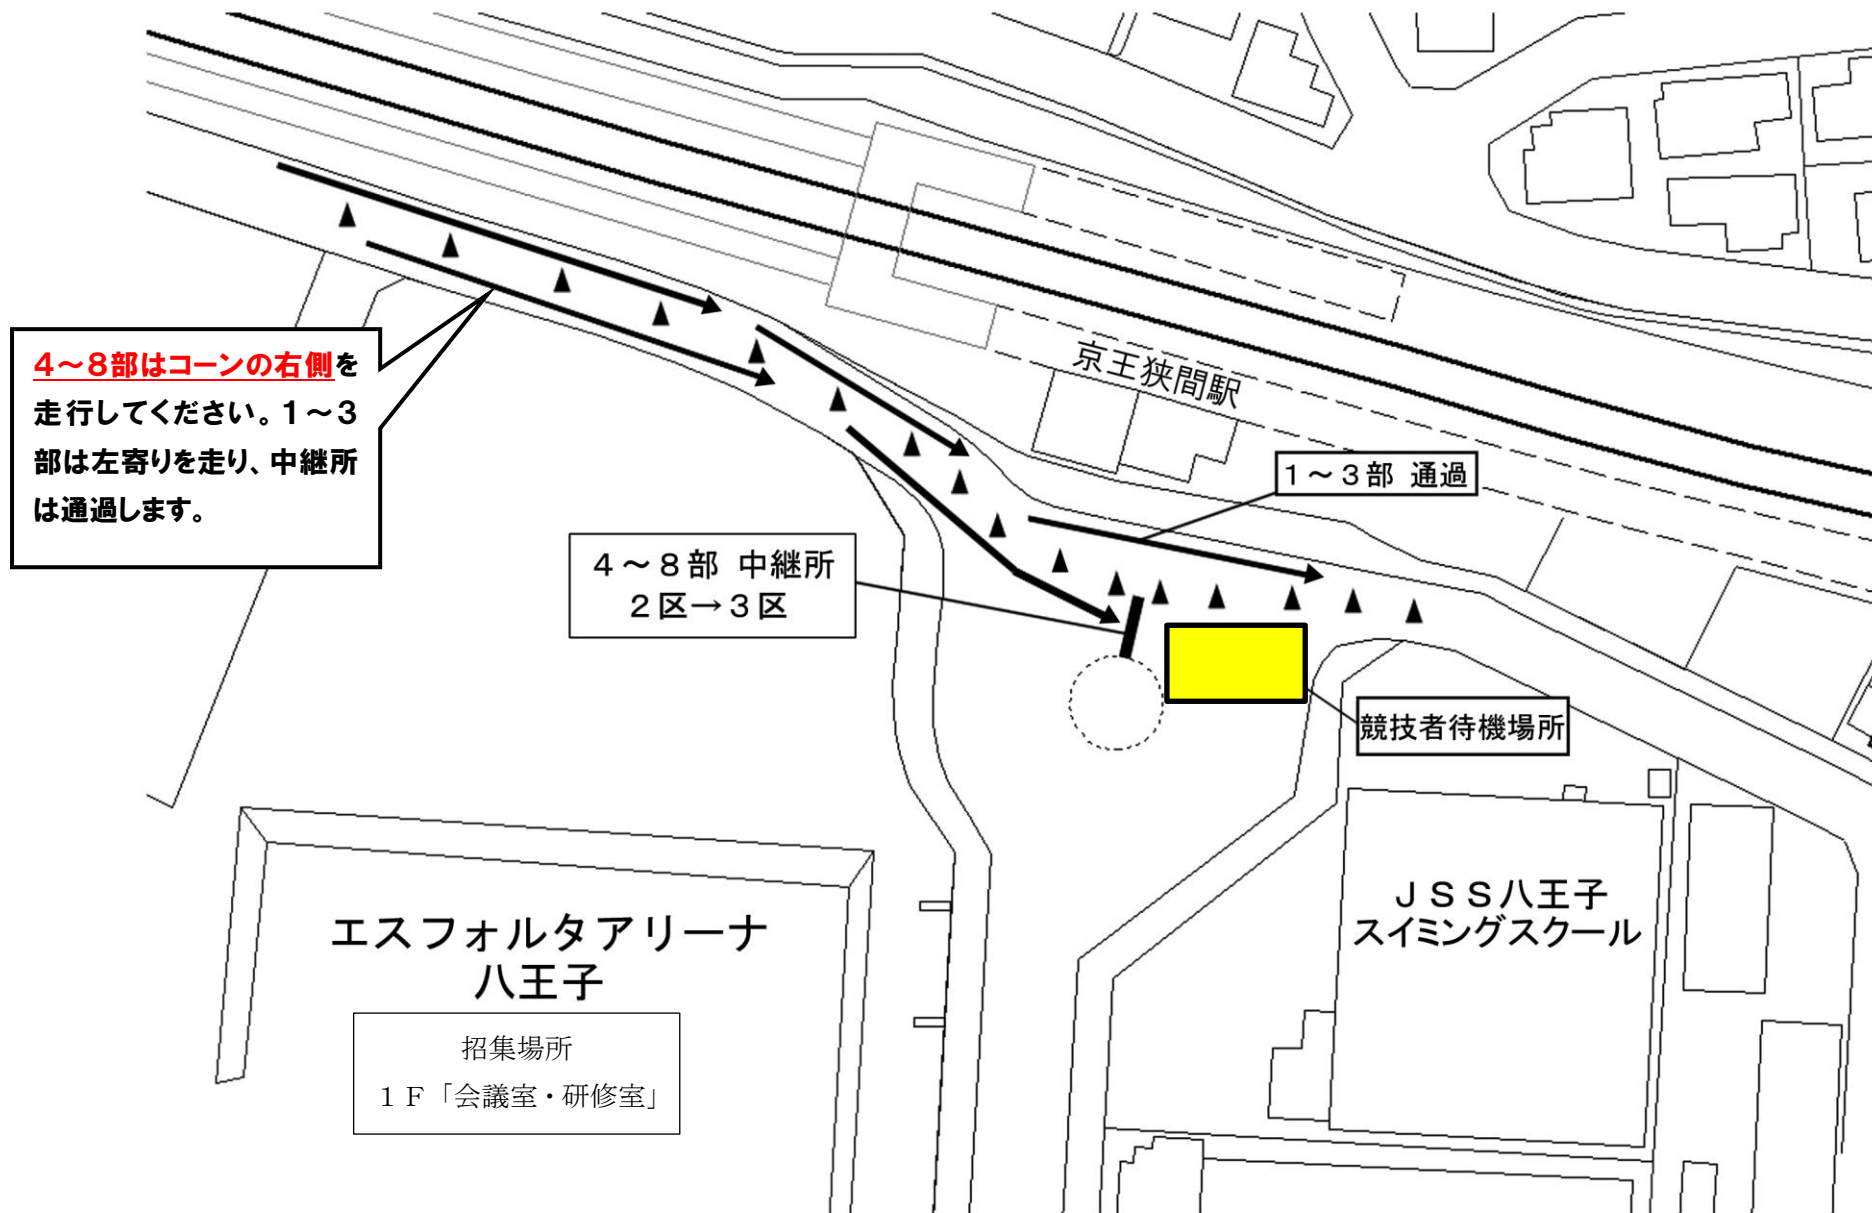 4～8部はコーンの右側を
走行してください。1～3
部は左寄りを走り、中継所
は通過します。
京王狭間駅
1～3部 通過
4～8部 中継所
2区→3区
競技者待機場所
JSS八王子
スイミングスクール
エスフォルタアリーナ
八王子
招集場所
1F「会議室・研修室」